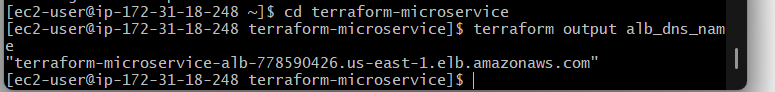 [ec2-user@ip-172-31-18-248 ~]$ cd terraform-microservice
[ec2-user@ip-172-31-18-248 terraform-microservice]$ terraform output alb_dns_nam
e
"terraform-microservice-alb-778590426.us-east-1.elb.amazonaws.com"
[ec2-user@ip-172-31-18-248 terraform-microservice]$